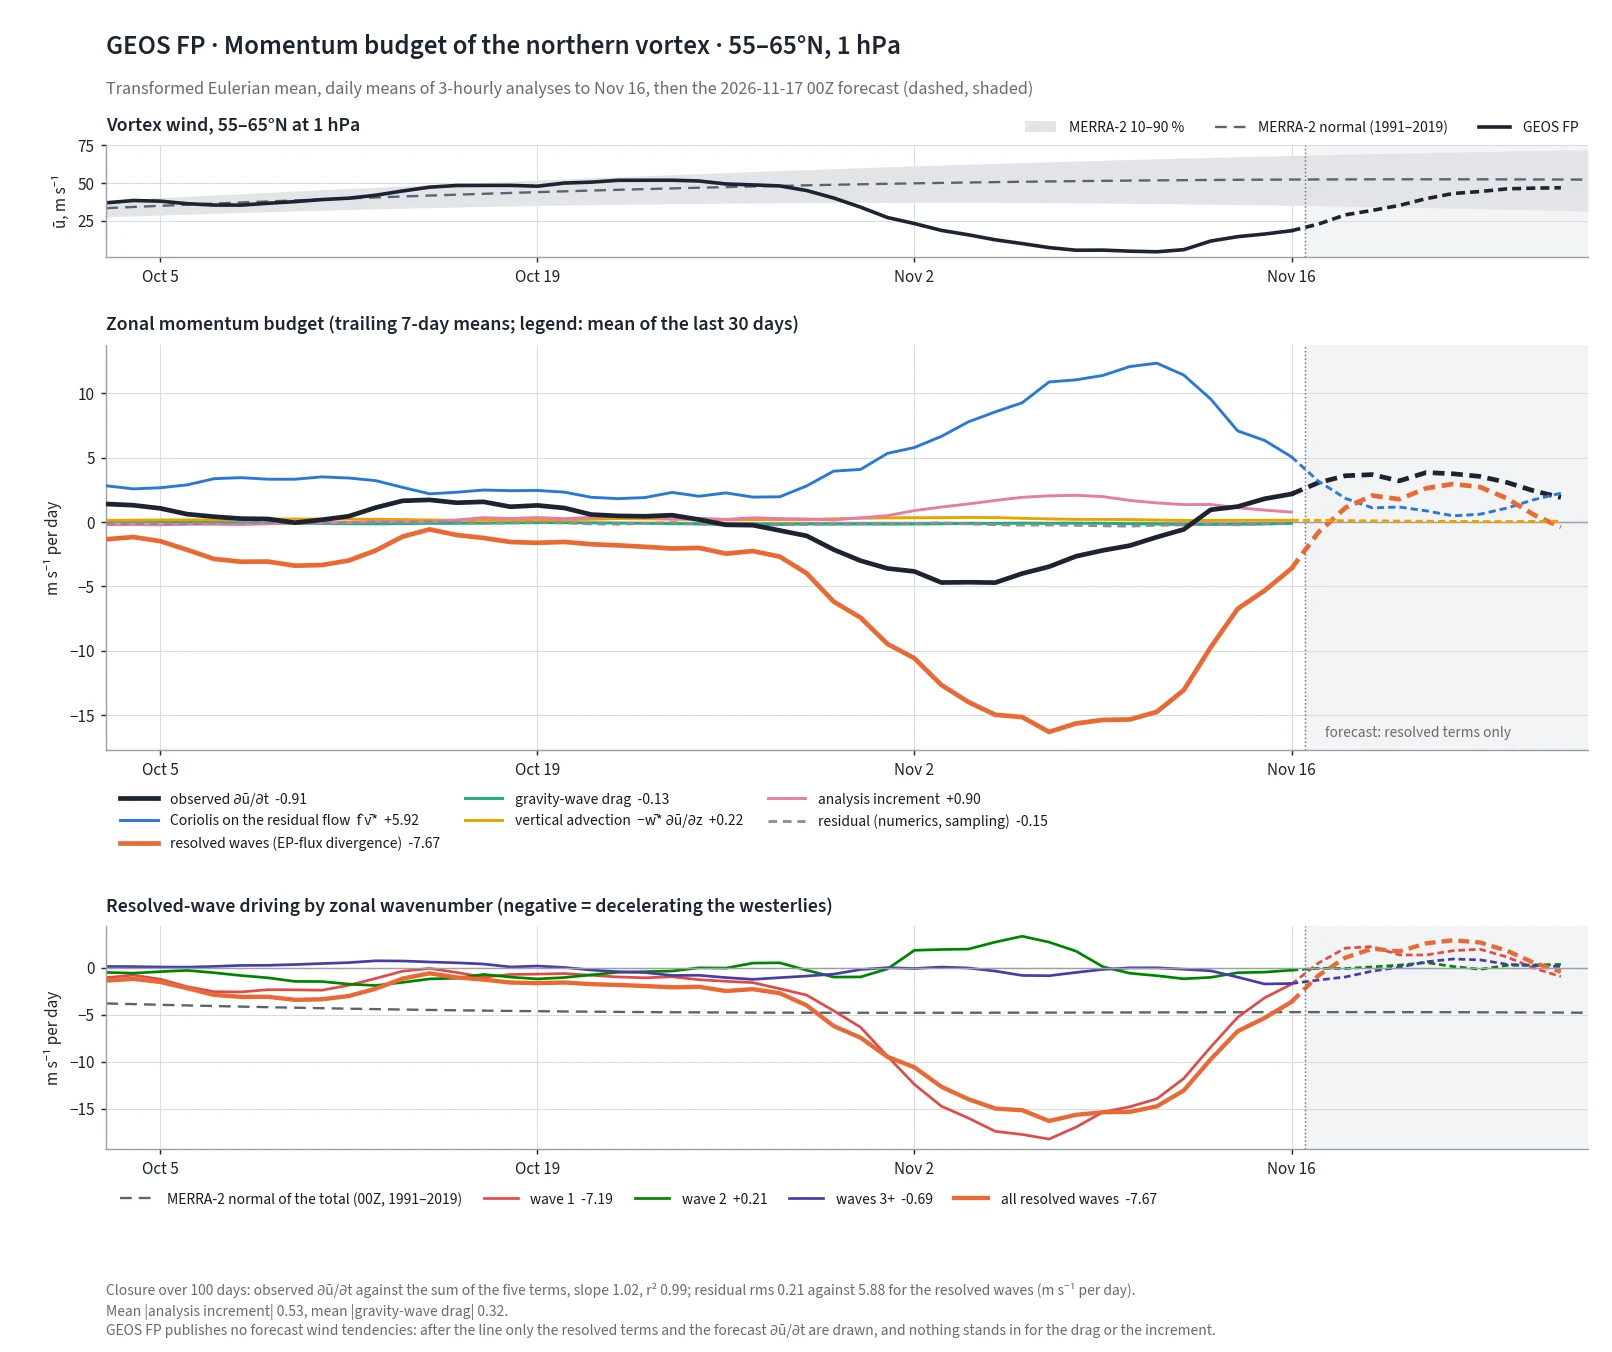 GEOS FP · Momentum budget of the northern vortex · 55–65°N, 1 hPa
Transformed Eulerian mean, daily means of 3-hourly analyses to Nov 16, then the 2026-11-17 00Z forecast (dashed, shaded)
Vortex wind, 55–65°N at 1 hPa
MERRA-2 10–90 %
MERRA-2 normal (1991–2019)
GEOS FP
75
50
25
ū, m s⁻¹
Oct 5
Oct 19
Nov 2
Nov 16
Zonal momentum budget (trailing 7-day means; legend: mean of the last 30 days)
10
5
0
−5
−10
−15
m s⁻¹ per day
forecast: resolved terms only
Oct 5
Oct 19
Nov 2
Nov 16
observed ∂ū/∂t -0.91
gravity-wave drag -0.13
analysis increment +0.90
Coriolis on the residual flow f v̄* +5.92
vertical advection −w̄* ∂ū/∂z +0.22
residual (numerics, sampling) -0.15
resolved waves (EP-flux divergence) -7.67
Resolved-wave driving by zonal wavenumber (negative = decelerating the westerlies)
0
−5
−10
−15
m s⁻¹ per day
Oct 5
Oct 19
Nov 2
Nov 16
MERRA-2 normal of the total (00Z, 1991–2019)
wave 1 -7.19
wave 2 +0.21
waves 3+ -0.69
all resolved waves -7.67
Closure over 100 days: observed ∂ū/∂t against the sum of the five terms, slope 1.02, r² 0.99; residual rms 0.21 against 5.88 for the resolved waves (m s⁻¹ per day).
Mean |analysis increment| 0.53, mean |gravity-wave drag| 0.32.
GEOS FP publishes no forecast wind tendencies: after the line only the resolved terms and the forecast ∂ū/∂t are drawn, and nothing stands in for the drag or the increment.